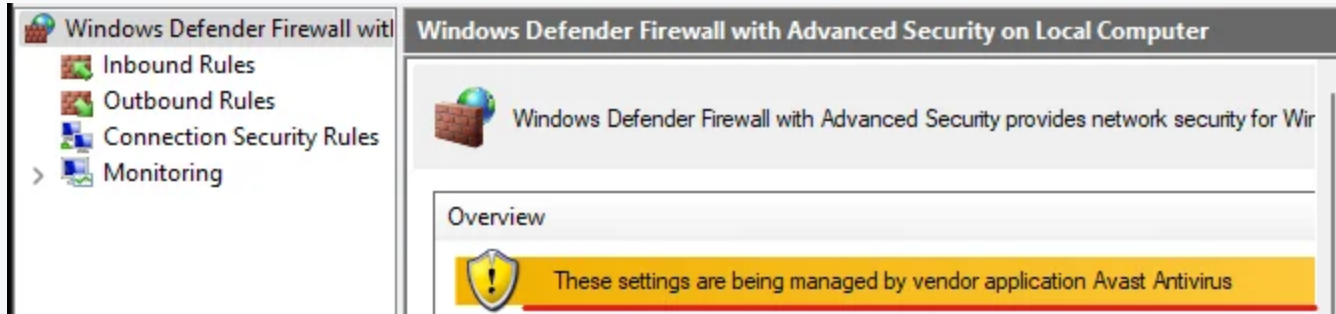 Windows Defender Firewall with
Inbound Rules
Outbound Rules
Connection Security Rules
Monitoring
Windows Defender Firewall with Advanced Security on Local Computer
Windows Defender Firewall with Advanced Security provides network security for Wir
Overview
These settings are being managed by vendor application Avast Antivirus